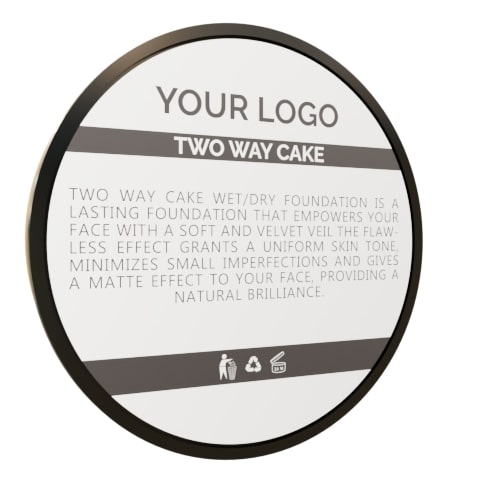 YOUR LOGO
TWO WAY CAKE
TWO WAY CAKE WET/DRY FOUNDATION IS A
LASTING FOUNDATION THAT EMPOWERS YOUR
FACE WITH A SOFT AND VELVET VEIL THE FLAW-
LESS EFFECT GRANTS A UNIFORM SKIN TONE,
MINIMIZES SMALL IMPERFECTIONS AND GIVES
A MATTE EFFECT TO YOUR FACE, PROVIDING A
NATURAL BRILLIANCE.